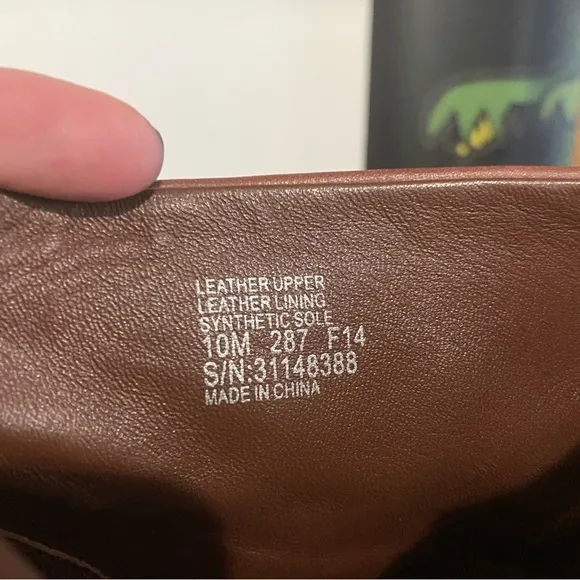 LEATHER UPPER
LEATHER LINING
SYNTHETIC SOLE
10M 287 F14
S/N:31148388
MADE IN CHINA